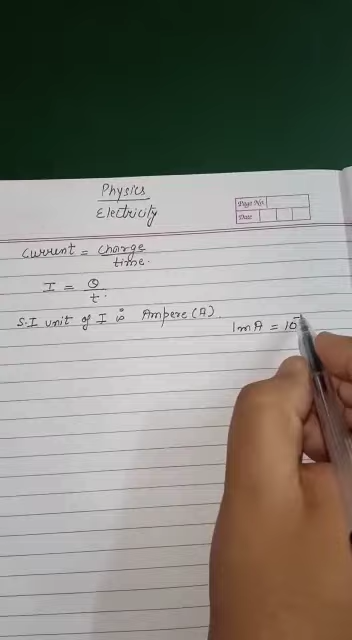 Physics
Electricity
Page No.
Date
Current = Charge
time.
I = Q
t.
S.I unit of I is Ampere (A).
1mA = 10⁻